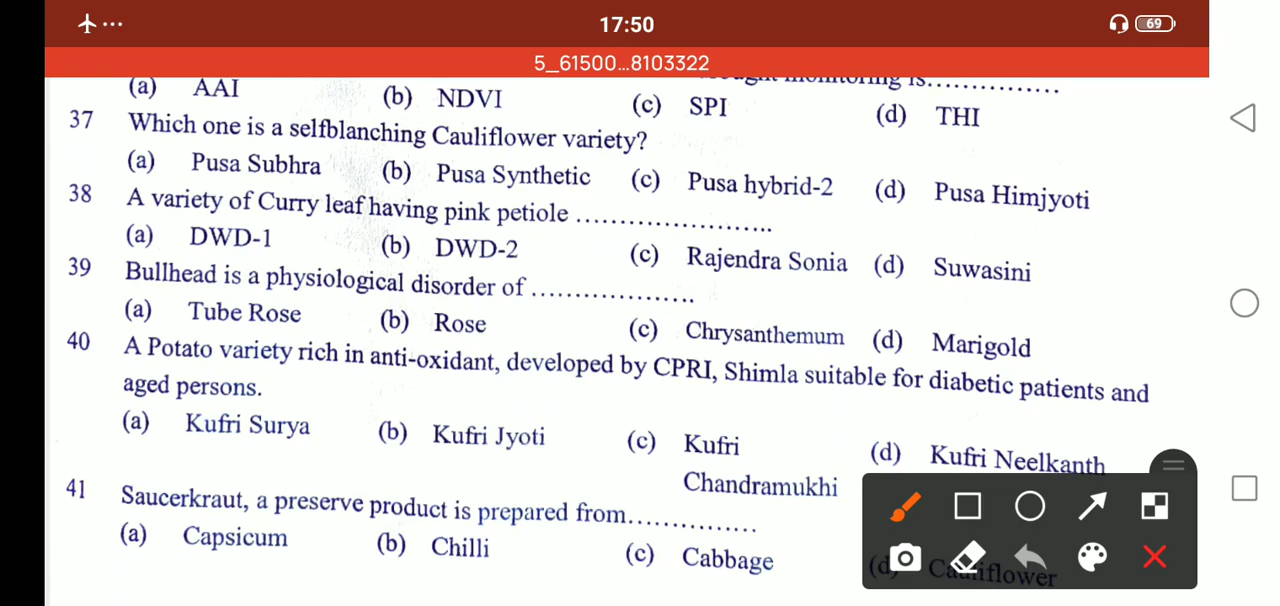 17:50
69
5_61500...8103322
monitoring is...............
(a) AAI (b) NDVI (c) SPI (d) THI
37 Which one is a selfblanching Cauliflower variety?
(a) Pusa Subhra (b) Pusa Synthetic (c) Pusa hybrid-2 (d) Pusa Himjyoti
38 A variety of Curry leaf having pink petiole ......................
(a) DWD-1 (b) DWD-2 (c) Rajendra Sonia (d) Suwasini
39 Bullhead is a physiological disorder of ...................
(a) Tube Rose (b) Rose (c) Chrysanthemum (d) Marigold
40 A Potato variety rich in anti-oxidant, developed by CPRI, Shimla suitable for diabetic patients and
aged persons.
(a) Kufri Surya (b) Kufri Jyoti (c) Kufri (d) Kufri Neelkanth
Chandramukhi
41 Saucerkraut, a preserve product is prepared from...............
(a) Capsicum (b) Chilli (c) Cabbage (d) Cauliflower